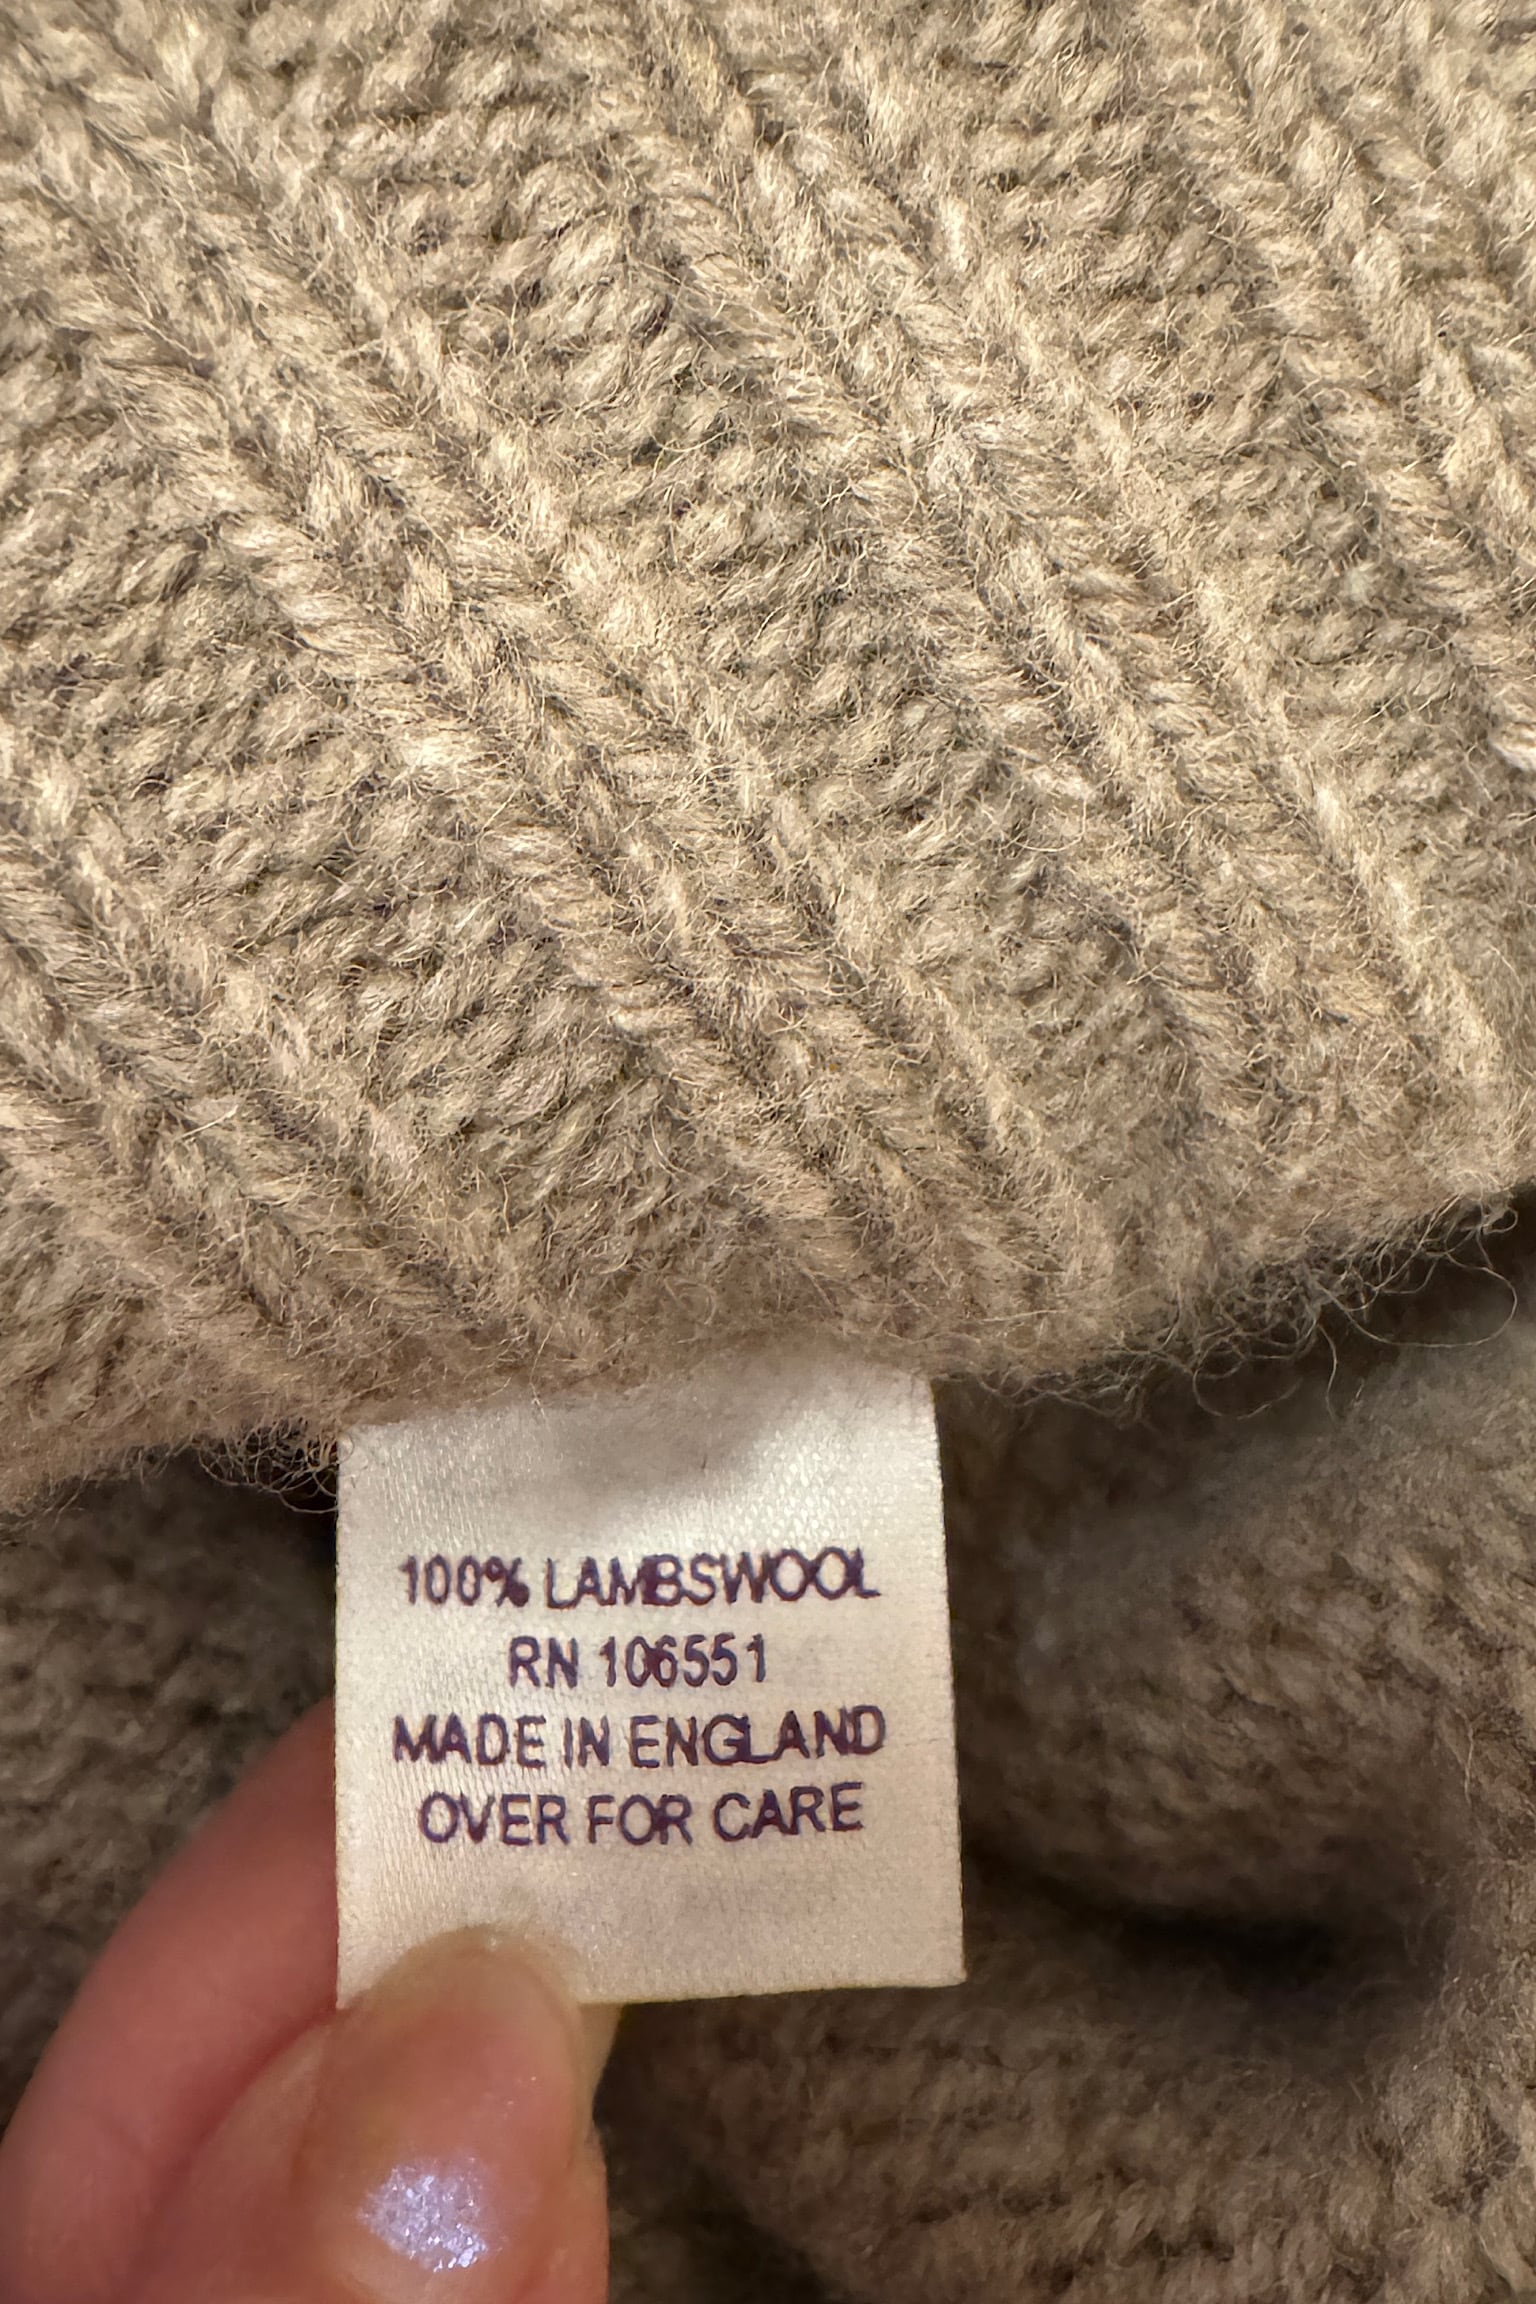 100% LAMBSWOOL
RN 106551
MADE IN ENGLAND
OVER FOR CARE